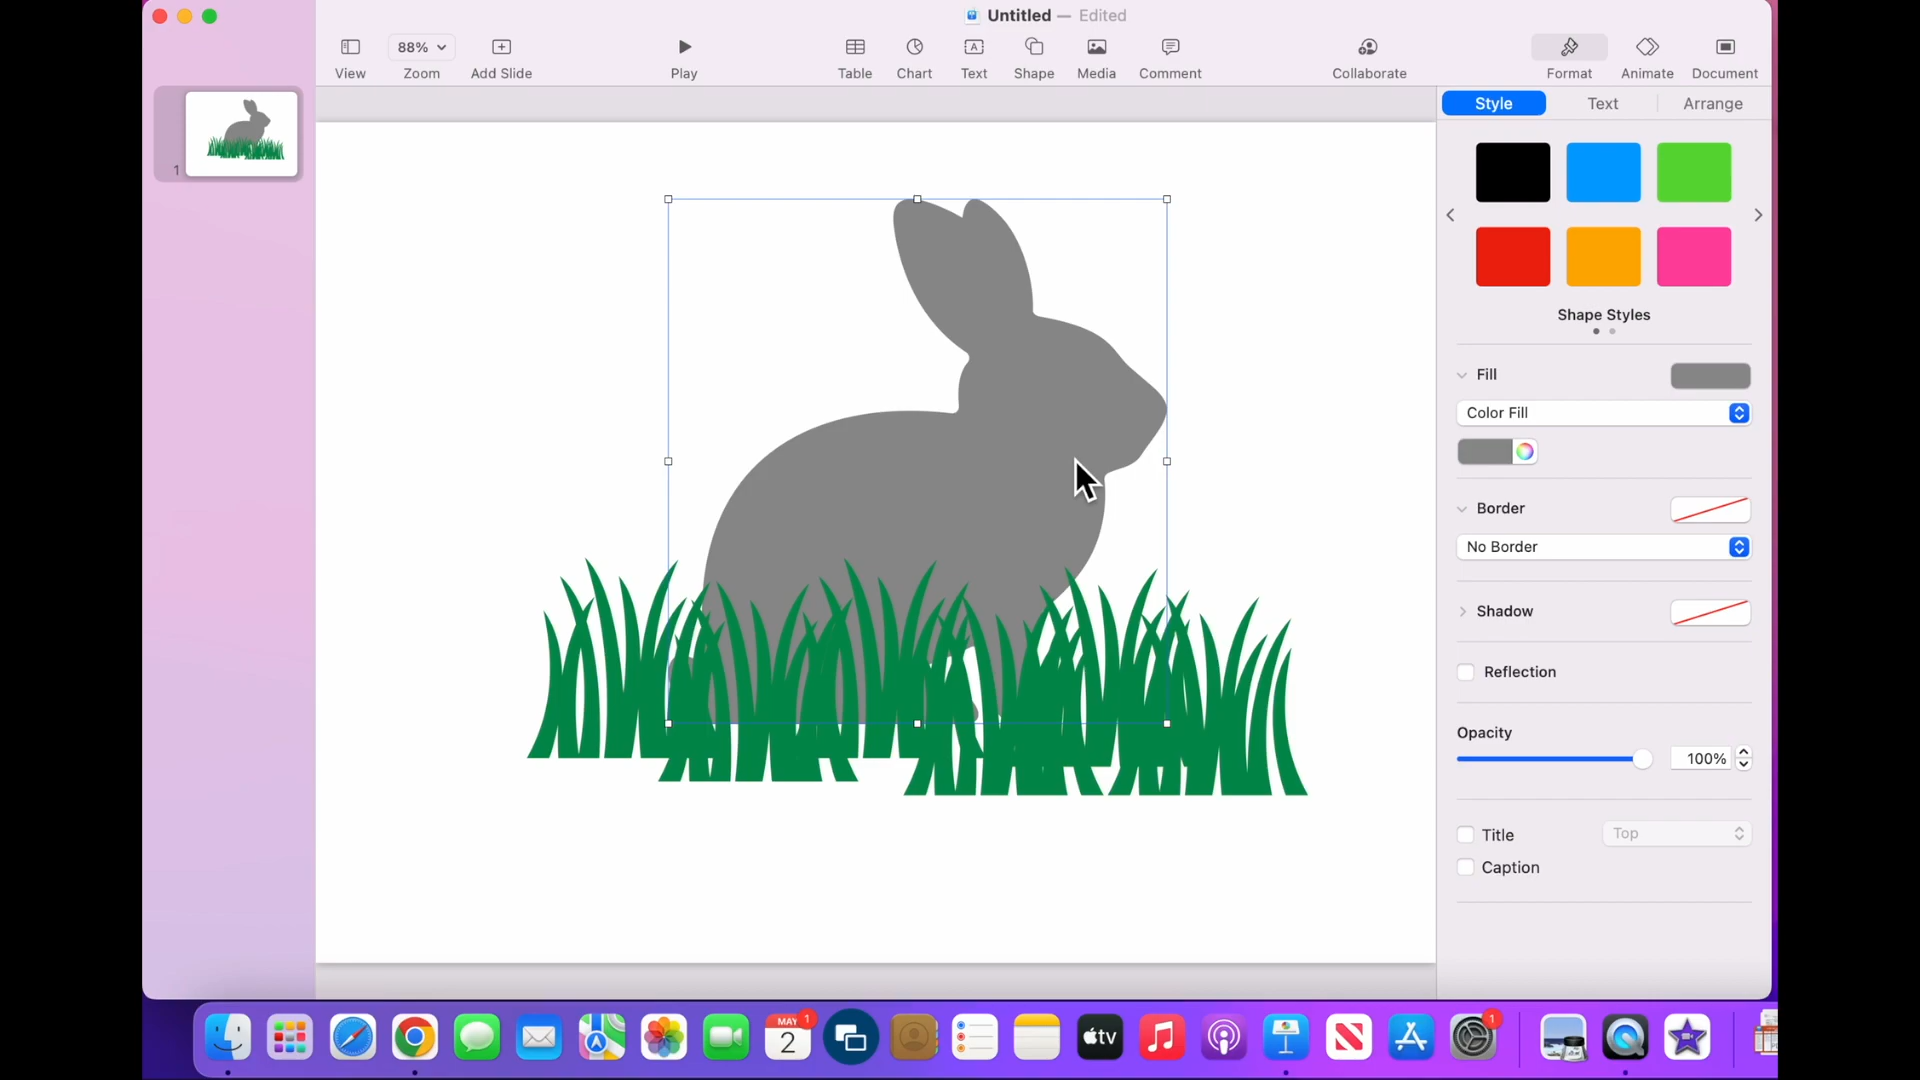 Untitled — Edited
88%
View
Zoom
Add Slide
Play
Table
Chart
Text
Shape
Media
Comment
Collaborate
Format
Animate
Document
Style
Text
Arrange
1
Shape Styles
Fill
Color Fill
Border
No Border
Shadow
Reflection
Opacity
100%
Title
Top
Caption
MAY
2
1
tv
1